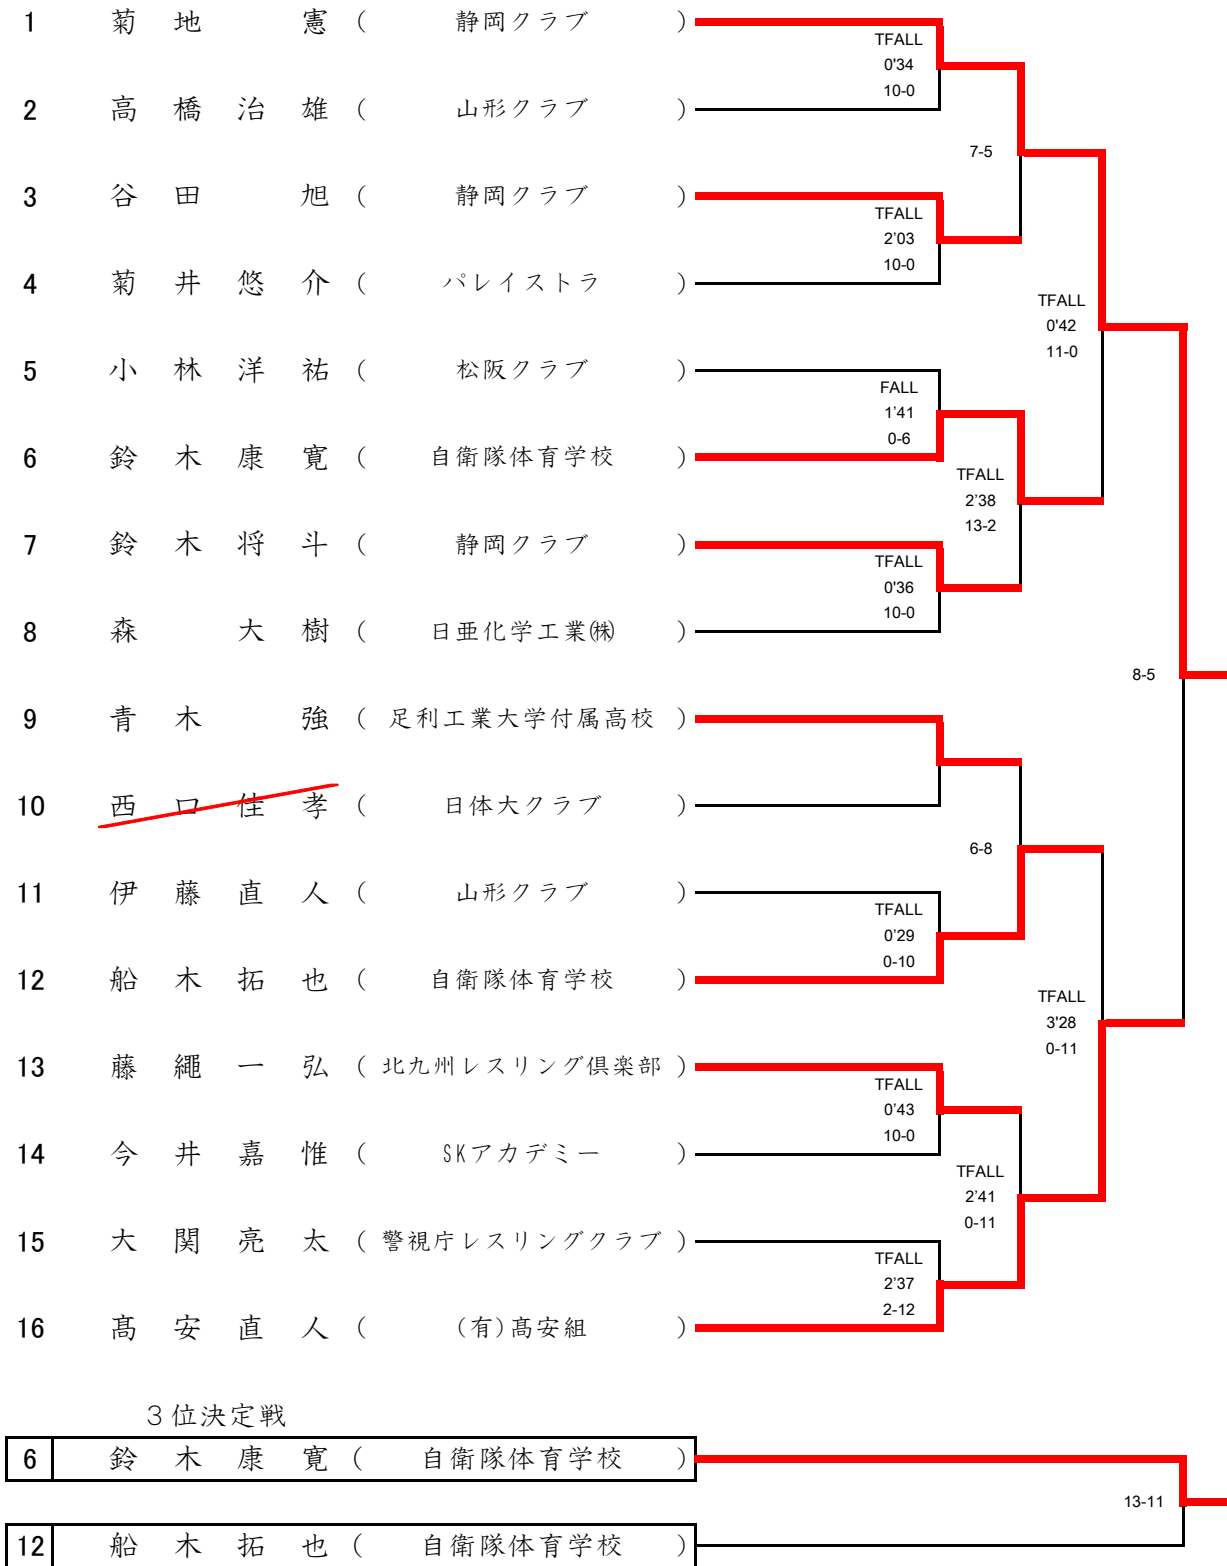 1 菊地 憲 ( 静岡クラブ )
TFALL
0'34
10-0
2 高橋治雄 ( 山形クラブ )
7-5
3 谷田 旭 ( 静岡クラブ )
TFALL
2’03
10-0
4 菊井悠介 ( パレイストラ )
TFALL
0'42
11-0
5 小林洋祐 ( 松阪クラブ )
FALL
1’41
0-6
6 鈴木康寛 ( 自衛隊体育学校 )
TFALL
2’38
13-2
7 鈴木将斗 ( 静岡クラブ )
TFALL
0'36
10-0
8 森 大樹 ( 日亜化学工業㈱ )
8-5
9 青木 強 ( 足利工業大学付属高校 )
10 西口佳孝 ( 日体大クラブ )
6-8
11 伊藤直人 ( 山形クラブ )
TFALL
0’29
0-10
12 船木拓也 ( 自衛隊体育学校 )
TFALL
3'28
0-11
13 藤縄一弘 ( 北九州レスリング倶楽部 )
TFALL
0’43
10-0
14 今井嘉惟 ( SKアカデミー )
TFALL
2’41
0-11
15 大関亮太 ( 警視庁レスリングクラブ )
TFALL
2’37
2-12
16 髙安直人 ( (有)髙安組 )
３位決定戦
6 鈴木康寛 ( 自衛隊体育学校 )
13-11
12 船木拓也 ( 自衛隊体育学校 )